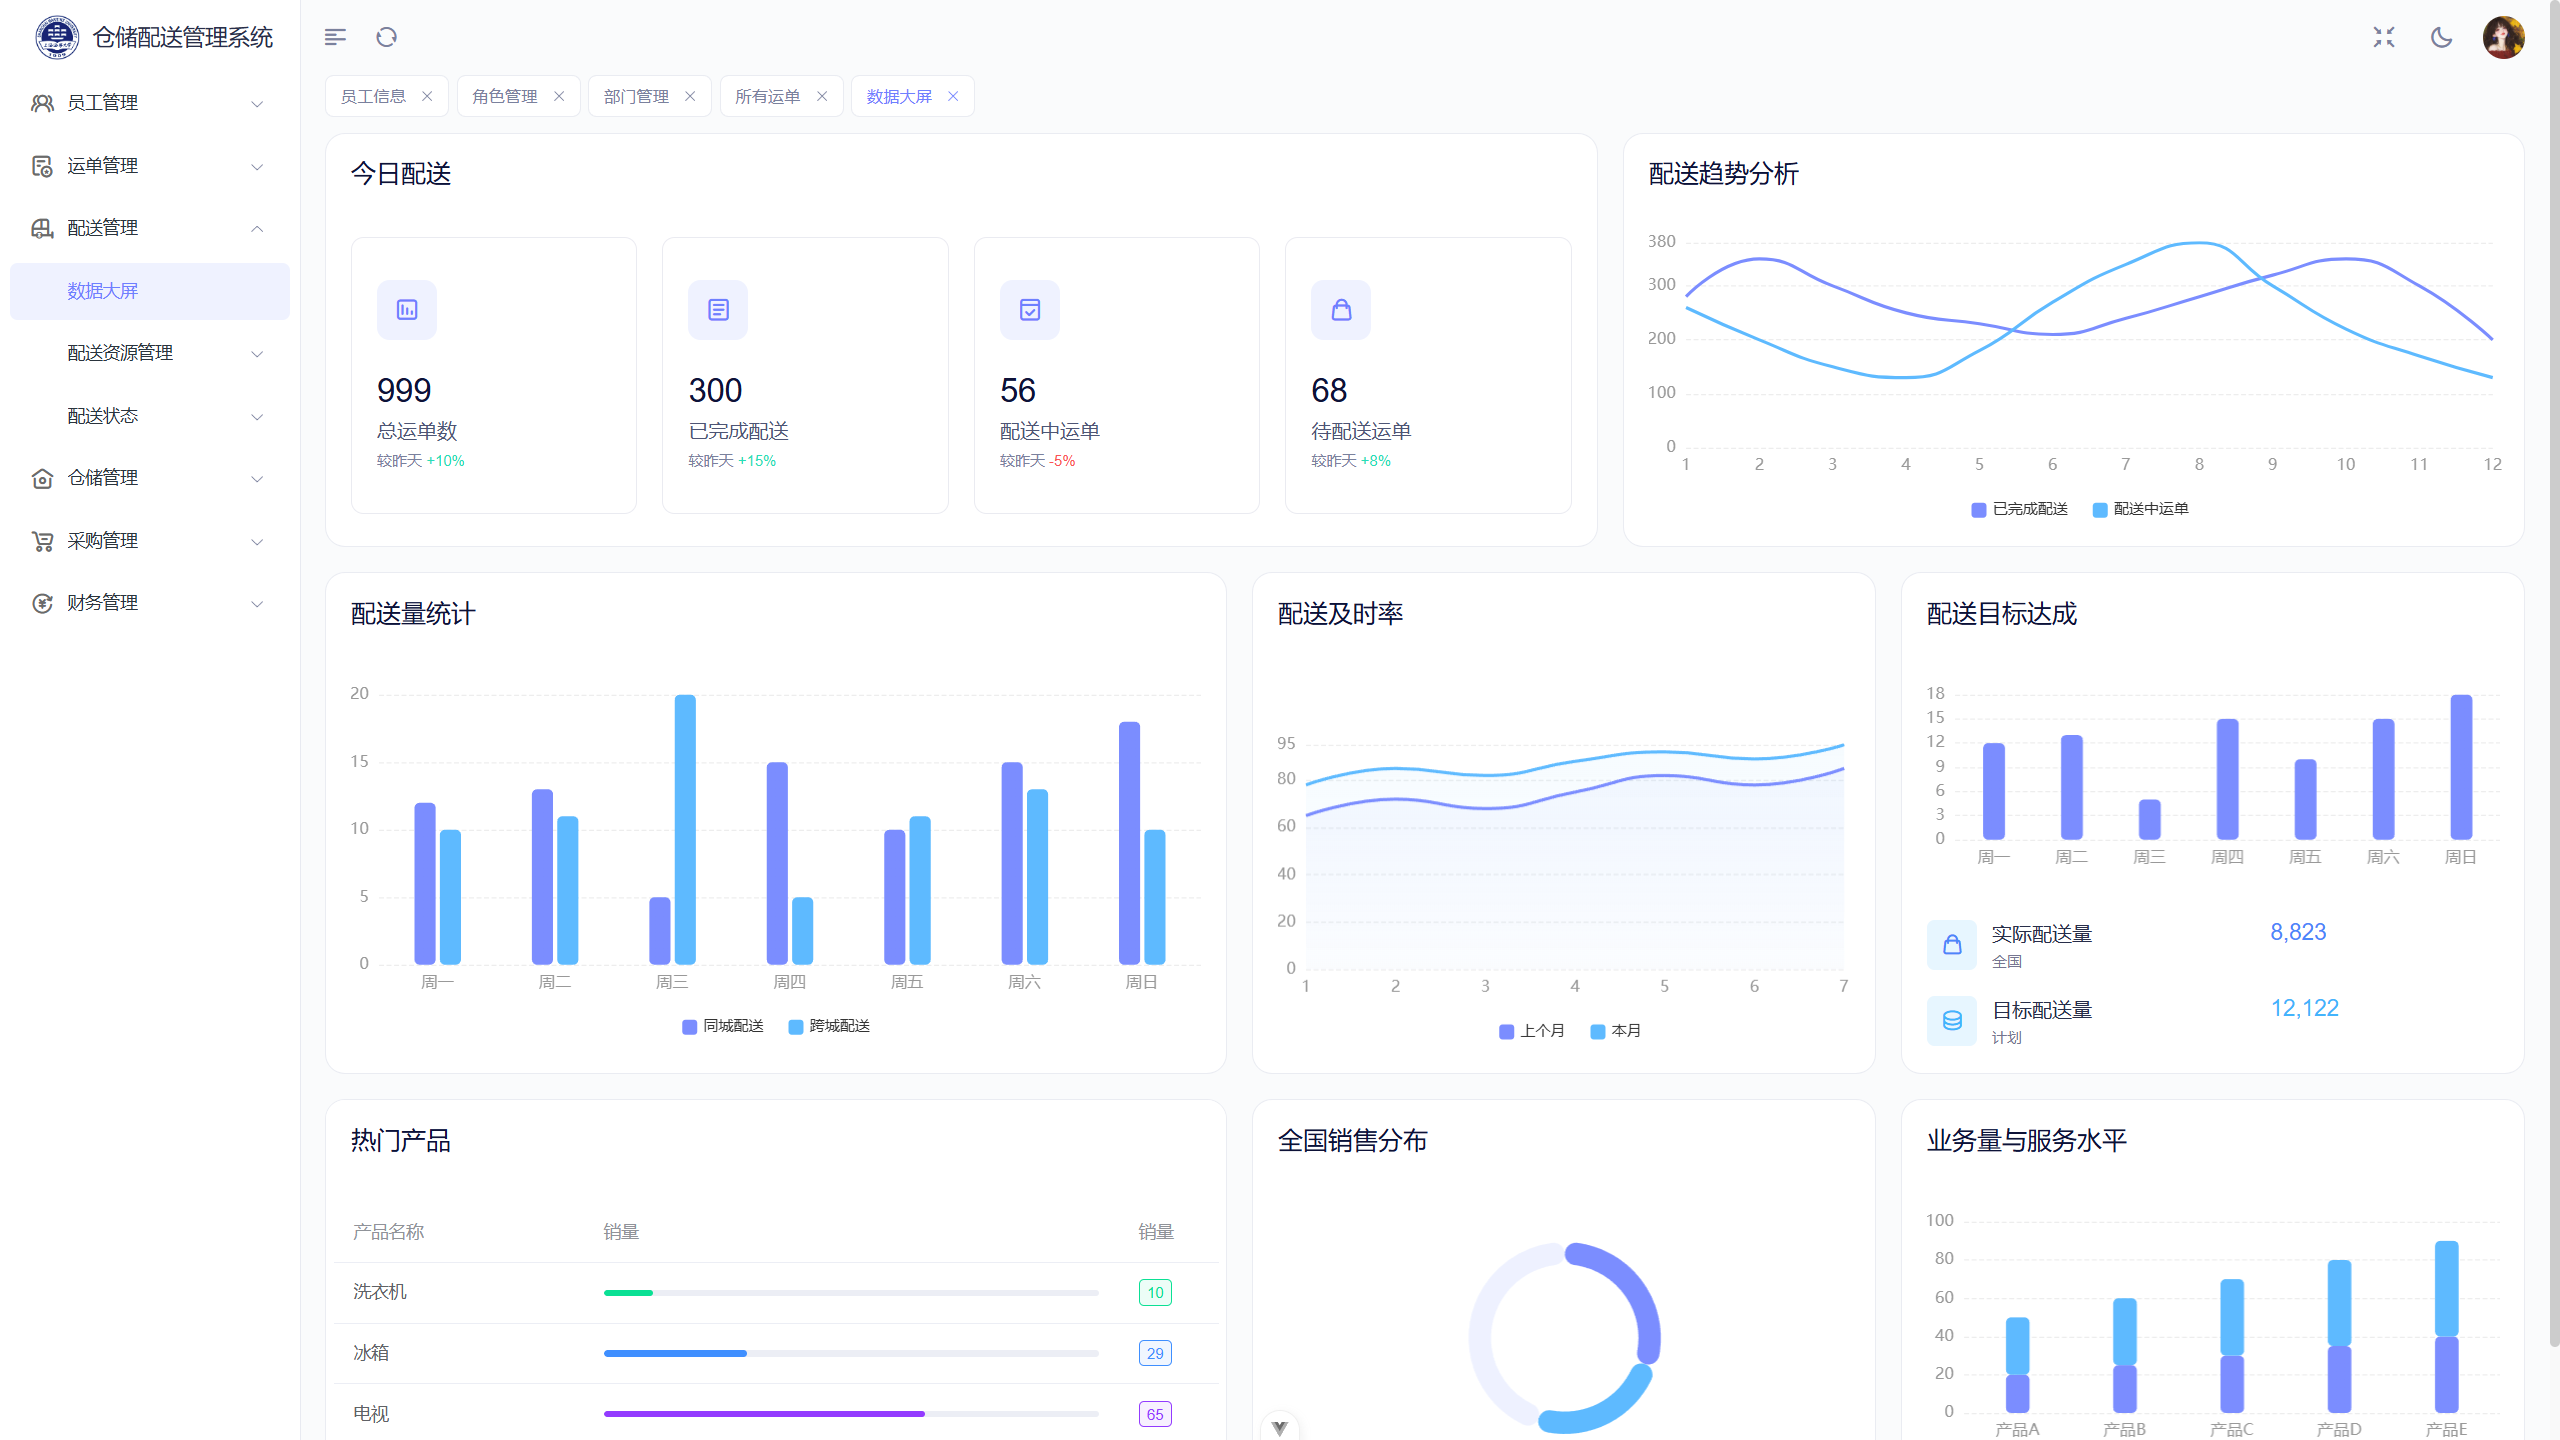 仓储配送管理系统
员工管理
运单管理
配送管理
数据大屏
配送资源管理
配送状态
仓储管理
采购管理
财务管理
员工信息
角色管理
部门管理
所有运单
数据大屏
今日配送
999
总运单数
较昨天 +10%
300
已完成配送
较昨天 +15%
56
配送中运单
较昨天 -5%
68
待配送运单
较昨天 +8%
配送趋势分析
380
300
200
100
0
1 2 3 4 5 6 7 8 9 10 11 12
已完成配送 配送中运单
配送量统计
20
15
10
5
0
周一 周二 周三 周四 周五 周六 周日
同城配送 跨城配送
配送及时率
95
80
60
40
20
0
1 2 3 4 5 6 7
上个月 本月
配送目标达成
18
15
12
9
6
3
0
周一 周二 周三 周四 周五 周六 周日
实际配送量 8,823
全国
目标配送量 12,122
计划
热门产品
产品名称 销量 销量
洗衣机 10
冰箱 29
电视 65
全国销售分布
业务量与服务水平
100
80
60
40
20
0
产品A 产品B 产品C 产品D 产品E